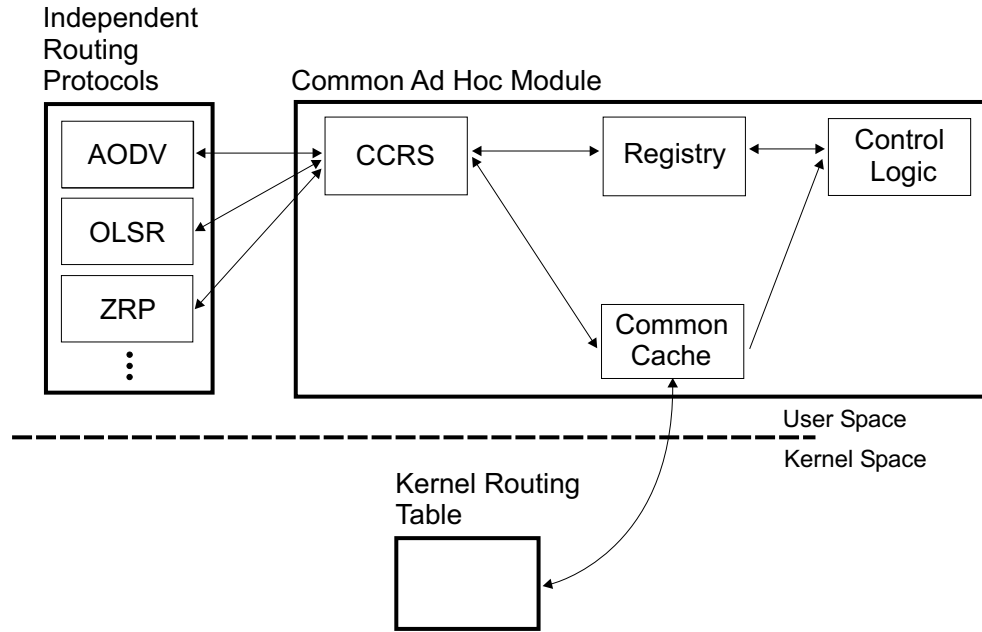 Independent
Routing
Protocols
Common Ad Hoc Module
AODV
OLSR
ZRP
CCRS
Registry
Control
Logic
Common
Cache
User Space
Kernel Space
Kernel Routing
Table